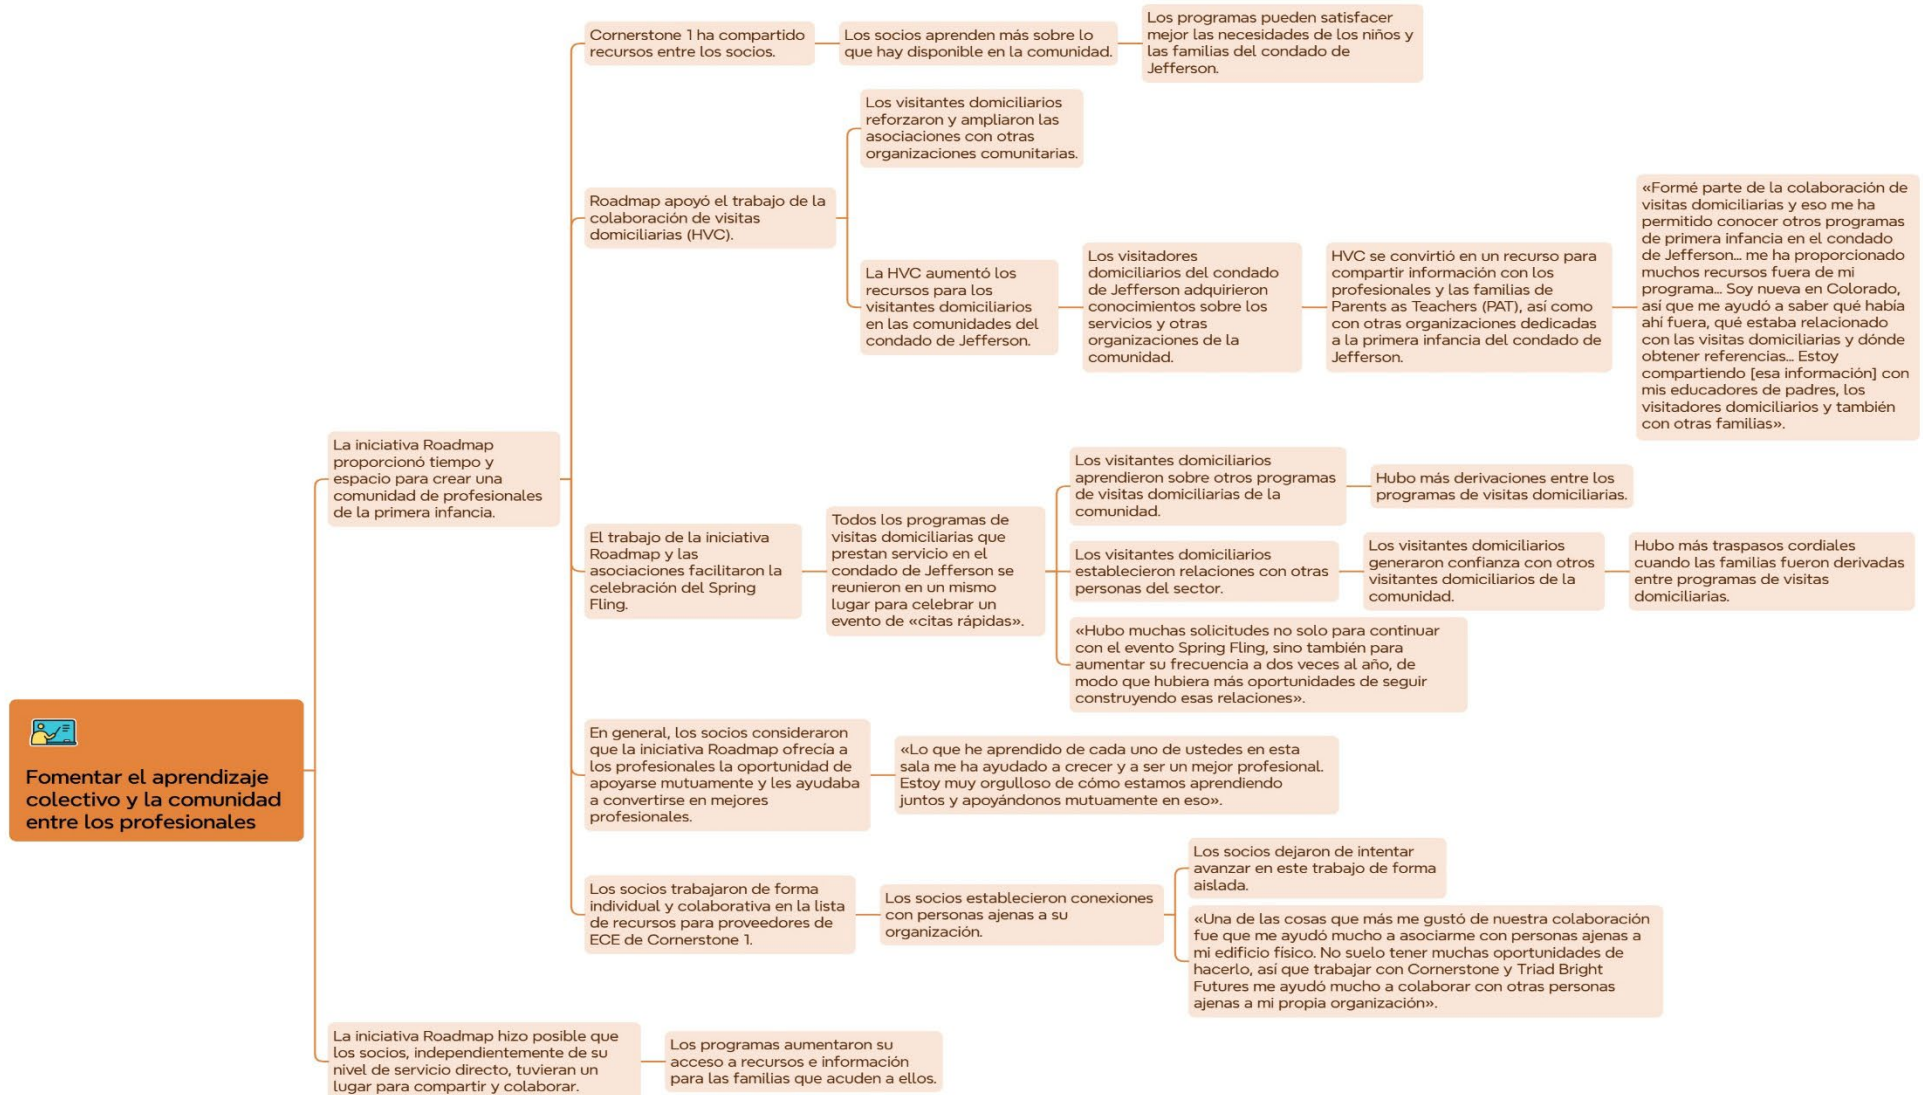 Fomentar el aprendizaje
colectivo y la comunidad
entre los profesionales
La iniciativa Roadmap
proporcionó tiempo y
espacio para crear una
comunidad de profesionales
de la primera infancia.
Cornerstone 1 ha compartido
recursos entre los socios.
Los socios aprenden más sobre lo
que hay disponible en la comunidad.
Los programas pueden satisfacer
mejor las necesidades de los niños y
las familias del condado de
Jefferson.
Roadmap apoyó el trabajo de la
colaboración de visitas
domiciliarias (HVC).
Los visitantes domiciliarios
reforzaron y ampliaron las
asociaciones con otras
organizaciones comunitarias.
La HVC aumentó los
recursos para los
visitantes domiciliarios
en las comunidades del
condado de Jefferson.
Los visitadores
domiciliarios del condado
de Jefferson adquirieron
conocimientos sobre los
servicios y otras
organizaciones de la
comunidad.
HVC se convirtió en un recurso para
compartir información con los
profesionales y las familias de
Parents as Teachers (PAT), así como
con otras organizaciones dedicadas
a la primera infancia del condado de
Jefferson.
«Formé parte de la colaboración de
visitas domiciliarias y eso me ha
permitido conocer otros programas
de primera infancia en el condado
de Jefferson... me ha proporcionado
muchos recursos fuera de mi
programa... Soy nueva en Colorado,
así que me ayudó a saber qué había
ahí fuera, qué estaba relacionado
con las visitas domiciliarias y dónde
obtener referencias... Estoy
compartiendo [esa información] con
mis educadores de padres, los
visitadores domiciliarios y también
con otras familias».
El trabajo de la iniciativa
Roadmap y las
asociaciones facilitaron la
celebración del Spring
Fling.
Todos los programas de
visitas domiciliarias que
prestan servicio en el
condado de Jefferson se
reunieron en un mismo
lugar para celebrar un
evento de «citas rápidas».
Los visitantes domiciliarios
aprendieron sobre otros programas
de visitas domiciliarias de la
comunidad.
Hubo más derivaciones entre los
programas de visitas domiciliarias.
Los visitantes domiciliarios
establecieron relaciones con otras
personas del sector.
Los visitantes domiciliarios
generaron confianza con otros
visitantes domiciliarios de la
comunidad.
Hubo más traspasos cordiales
cuando las familias fueron derivadas
entre programas de visitas
domiciliarias.
«Hubo muchas solicitudes no solo para continuar
con el evento Spring Fling, sino también para
aumentar su frecuencia a dos veces al año, de
modo que hubiera más oportunidades de seguir
construyendo esas relaciones».
En general, los socios consideraron
que la iniciativa Roadmap ofrecía a
los profesionales la oportunidad de
apoyarse mutuamente y les ayudaba
a convertirse en mejores
profesionales.
«Lo que he aprendido de cada uno de ustedes en esta
sala me ha ayudado a crecer y a ser un mejor profesional.
Estoy muy orgulloso de cómo estamos aprendiendo
juntos y apoyándonos mutuamente en eso».
Los socios trabajaron de forma
individual y colaborativa en la lista
de recursos para proveedores de
ECE de Cornerstone 1.
Los socios establecieron conexiones
con personas ajenas a su
organización.
Los socios dejaron de intentar
avanzar en este trabajo de forma
aislada.
«Una de las cosas que más me gustó de nuestra colaboración
fue que me ayudó mucho a asociarme con personas ajenas a
mi edificio físico. No suelo tener muchas oportunidades de
hacerlo, así que trabajar con Cornerstone y Triad Bright
Futures me ayudó mucho a colaborar con otras personas
ajenas a mi propia organización».
La iniciativa Roadmap hizo posible que
los socios, independientemente de su
nivel de servicio directo, tuvieran un
lugar para compartir y colaborar.
Los programas aumentaron su
acceso a recursos e información
para las familias que acuden a ellos.